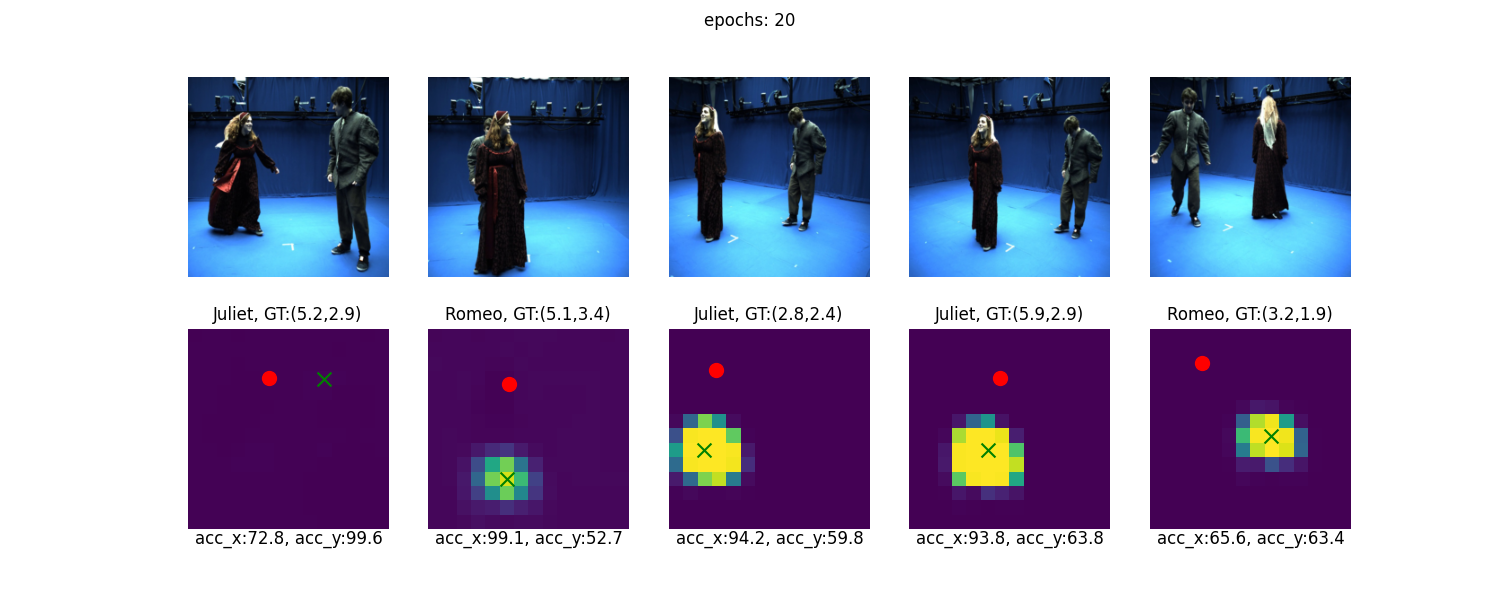 epochs: 20
Juliet, GT:(5.2,2.9)
Romeo, GT:(5.1,3.4)
Juliet, GT:(2.8,2.4)
Juliet, GT:(5.9,2.9)
Romeo, GT:(3.2,1.9)
acc_x:72.8, acc_y:99.6
acc_x:99.1, acc_y:52.7
acc_x:94.2, acc_y:59.8
acc_x:93.8, acc_y:63.8
acc_x:65.6, acc_y:63.4